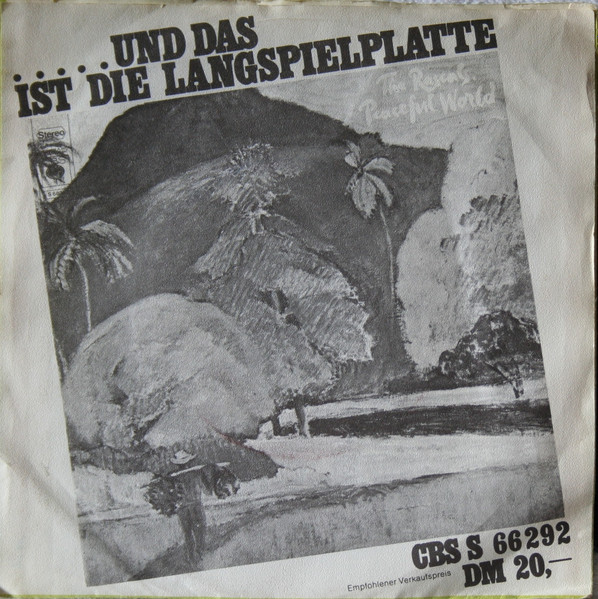 .....UND DAS
IST DIE LANGSPIELPLATTE
The Rascals
Peaceful World
Stereo
CBS S 66292
Empfohlener Verkaufspreis DM 20,—